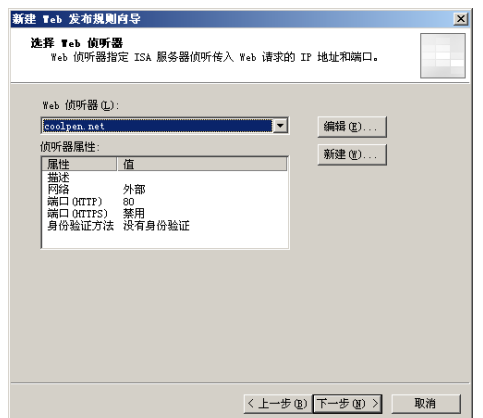 新建 Web 发布规则向导
选择 Web 侦听器
Web 侦听器指定 ISA 服务器侦听传入 Web 请求的 IP 地址和端口。
Web 侦听器(L):
coolpen.net
编辑(E)...
侦听器属性:
新建(W)...
属性 值
描述
网络 外部
端口(HTTP) 80
端口(HTTPS) 禁用
身份验证方法 没有身份验证
< 上一步(B) 下一步(N) > 取消